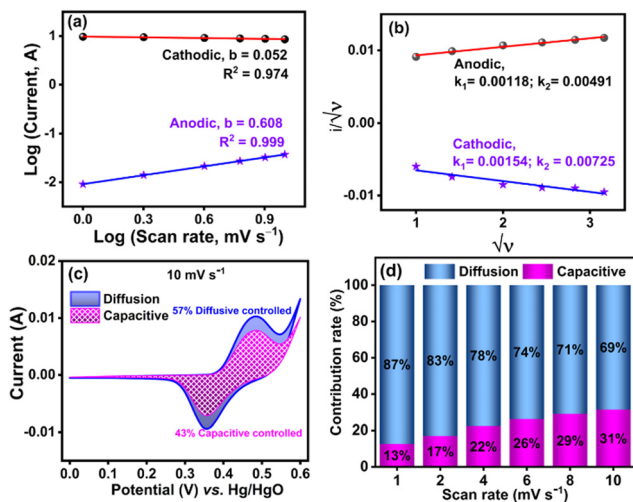 (a)
1
0
-1
-2
0.0 0.3 0.6 0.9
Log (Current, A)
Log (Scan rate, mV s⁻¹)
Cathodic, b = 0.052
R² = 0.974
Anodic, b = 0.608
R² = 0.999
(b)
0.01
0.00
-0.01
1 2 3
i/√ν
√ν
Anodic,
k₁= 0.00118; k₂= 0.00491
Cathodic,
k₁= 0.00154; k₂ = 0.00725
(c)
10 mV s⁻¹
Diffusion
Capacitive
57% Diffusive controlled
43% Capacitive controlled
0.02
0.01
0.00
-0.01
0.0 0.1 0.2 0.3 0.4 0.5 0.6
Current (A)
Potential (V) vs. Hg/HgO
(d)
Diffusion Capacitive
100
80
60
40
20
0
87% 83% 78% 74% 71% 69%
13% 17% 22% 26% 29% 31%
1 2 4 6 8 10
Contribution rate (%)
Scan rate (mV s⁻¹)